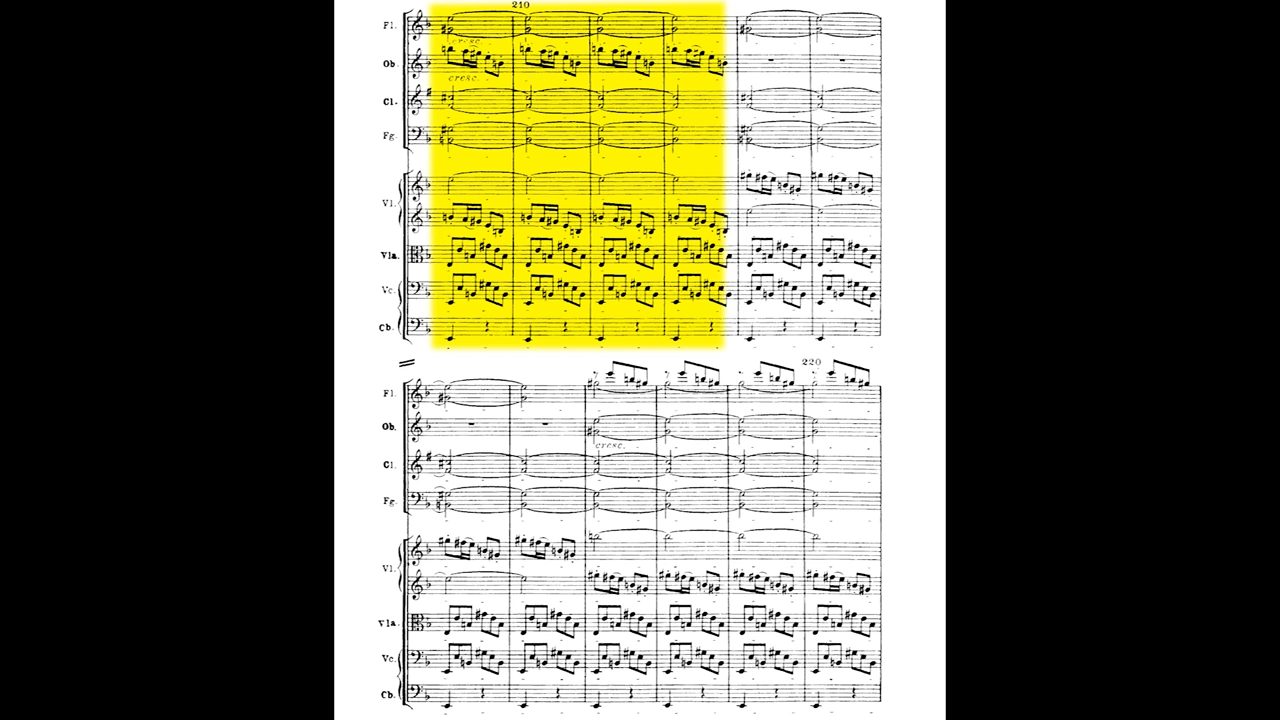 210
Fl.
cresc.
Ob.
cresc.
Cl.
Fg.
Vl.
Vla.
Vc.
Cb.
220
Fl.
Ob.
cresc.
Cl.
Fg.
Vl.
Vla.
Vc.
Cb.